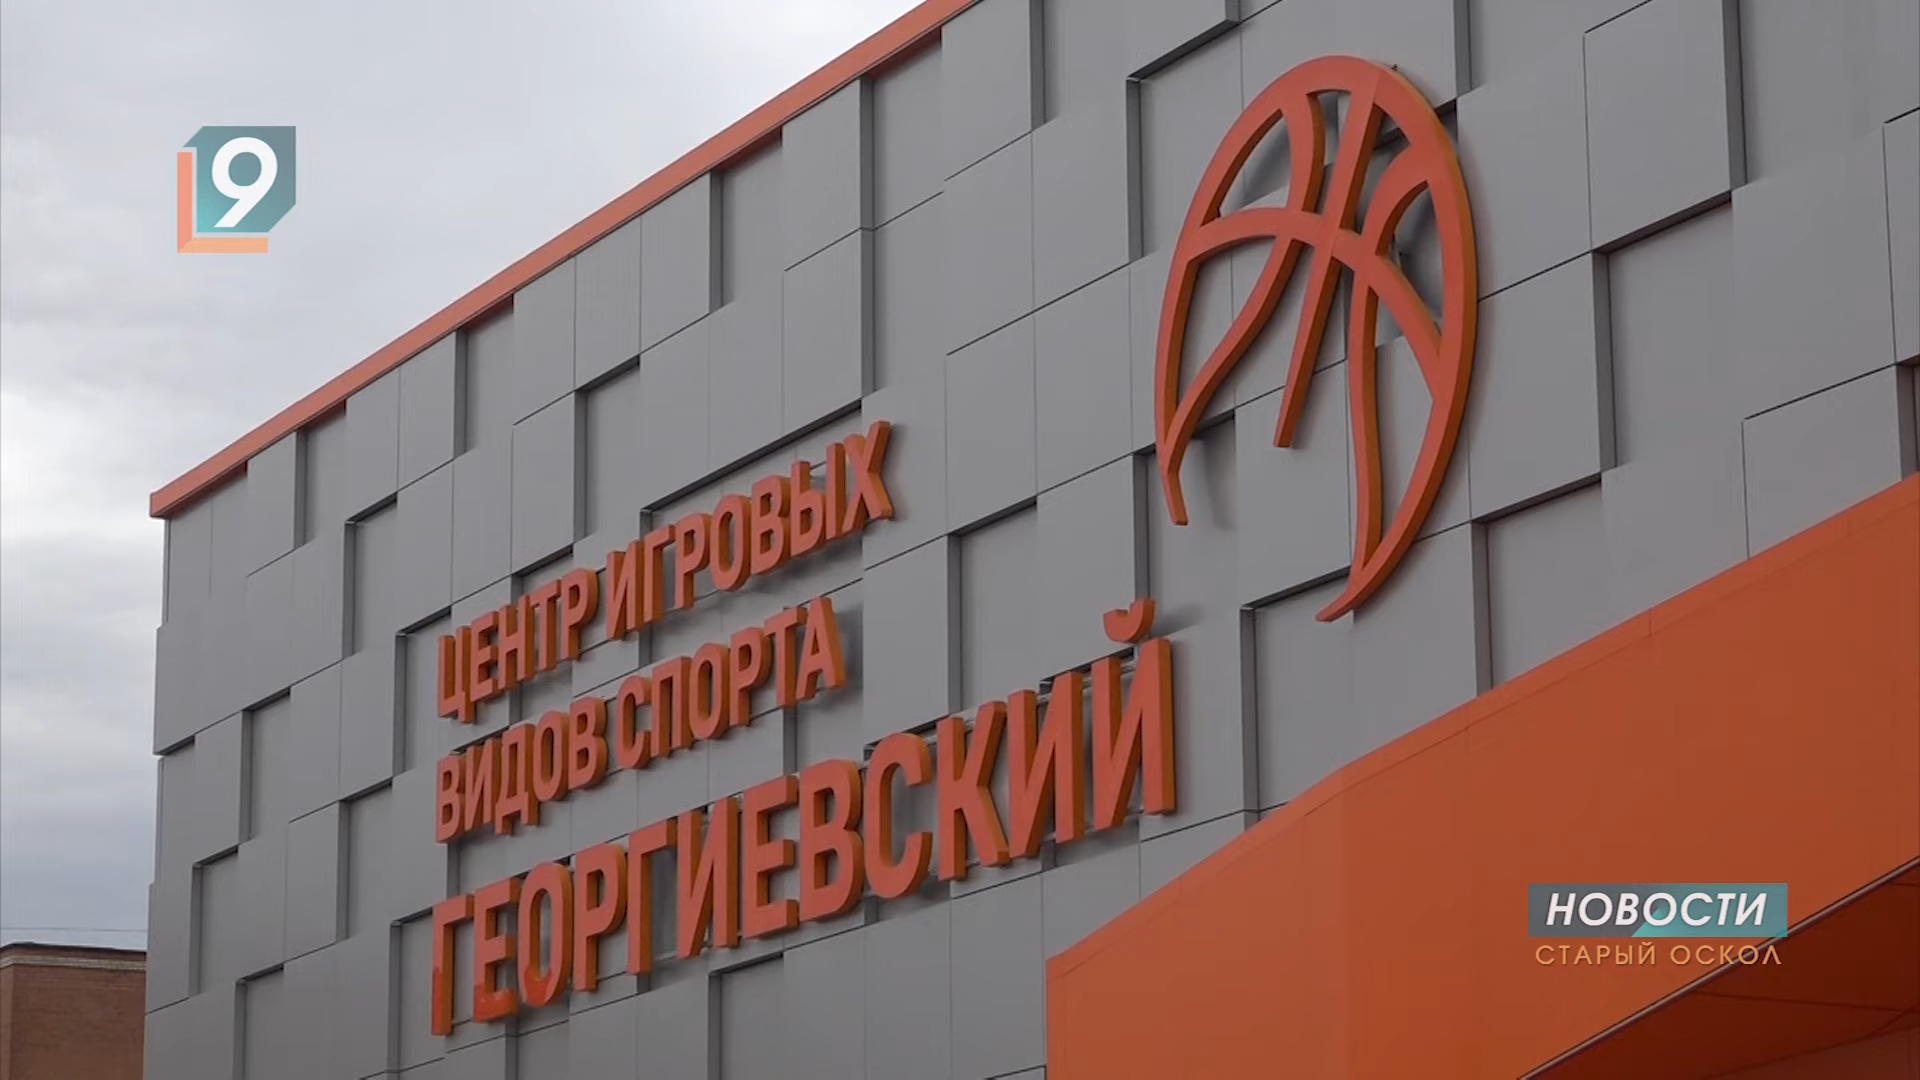 9
ЦЕНТР ИГРОВЫХ
ВИДОВ СПОРТА
ГЕОРГИЕВСКИЙ
НОВОСТИ
СТАРЫЙ ОСКОЛ